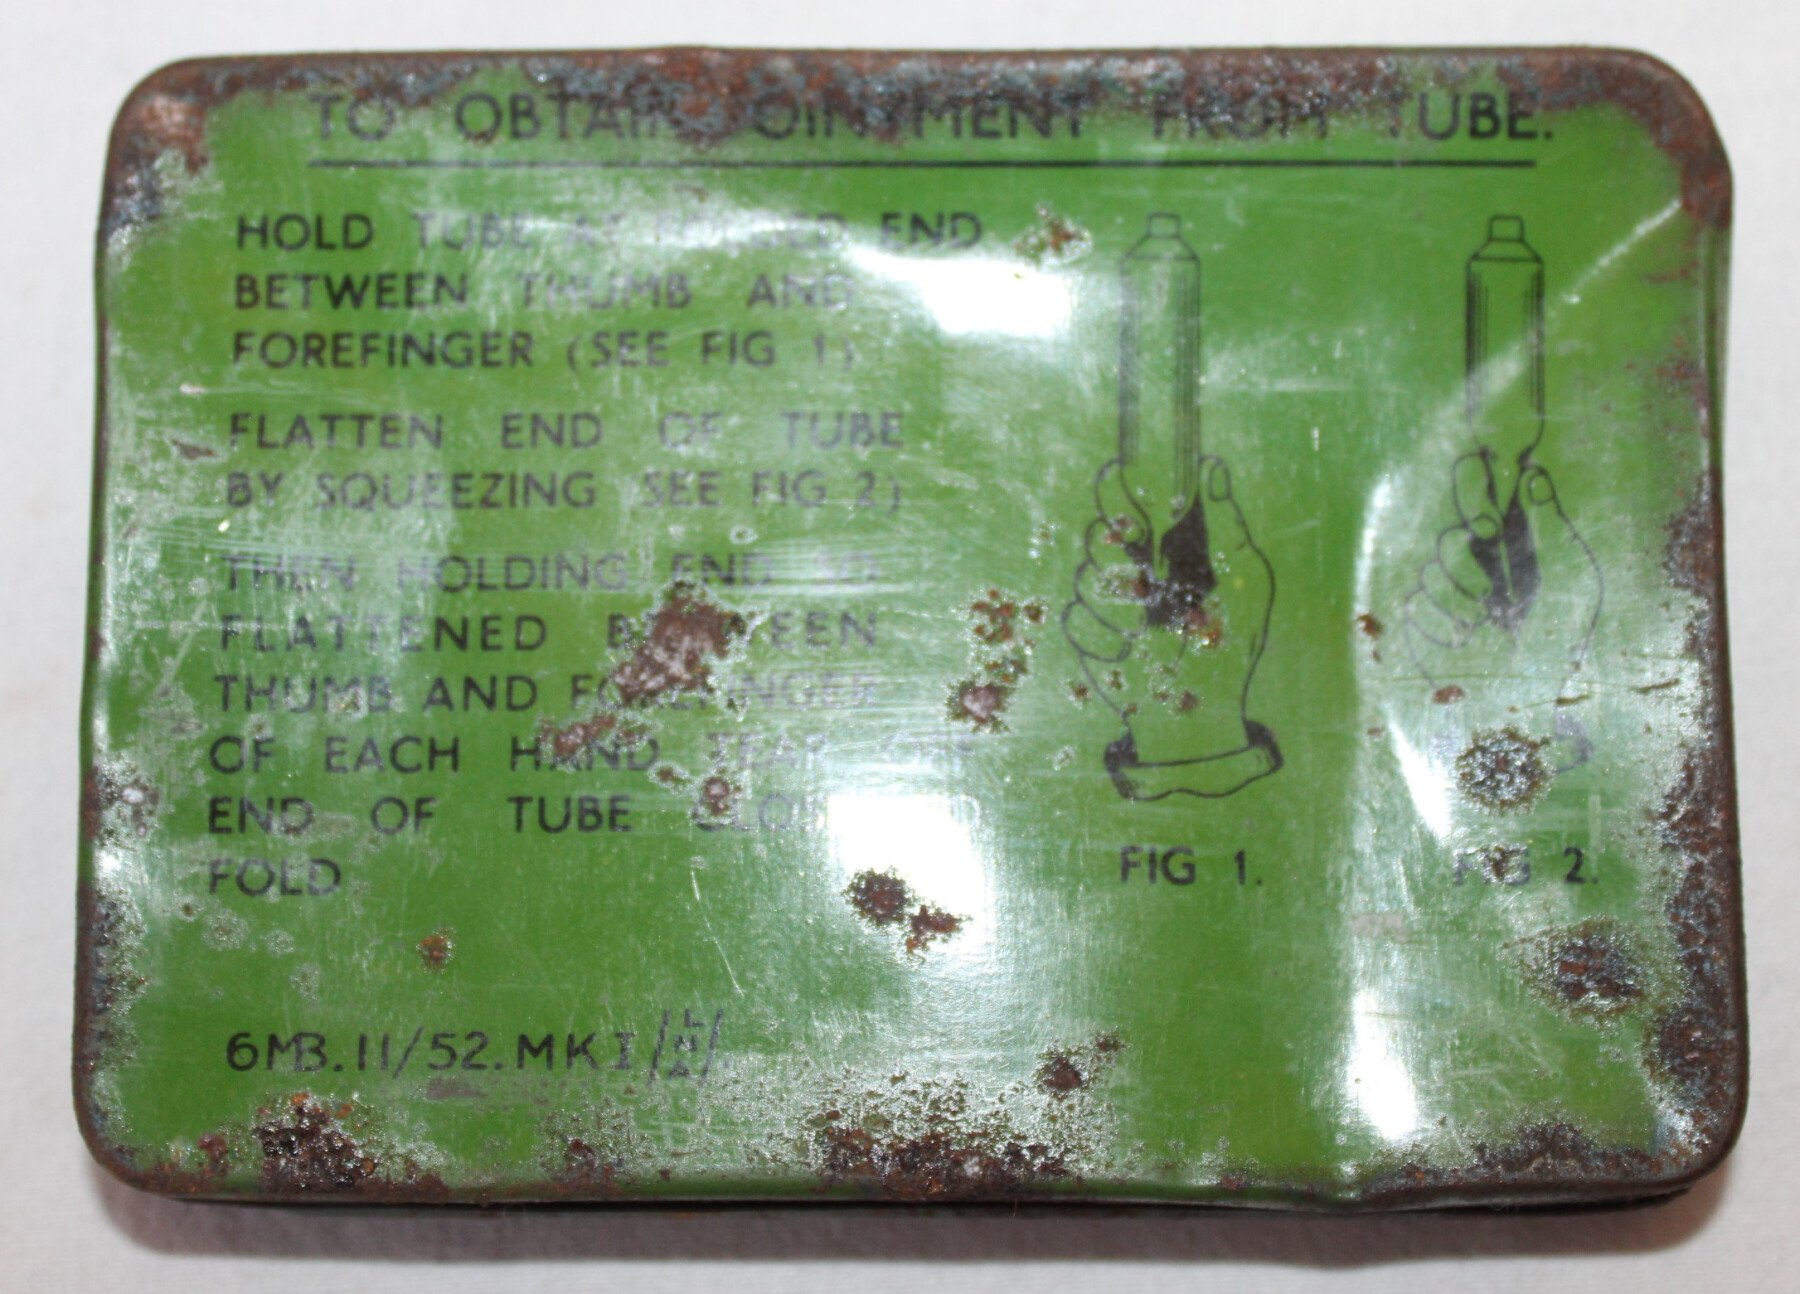 TO OBTAIN OINTMENT FROM TUBE.
HOLD TUBE AT FOLDED END
BETWEEN THUMB AND
FOREFINGER (SEE FIG 1)
FLATTEN END OF TUBE
BY SQUEEZING SEE FIG 2)
THEN HOLDING END SO
FLATTENED BETWEEN
THUMB AND FOREFINGER
OF EACH HAND TEAR OFF
END OF TUBE
FOLD
FIG 1.
FIG 2.
6MB.11/52.MK I